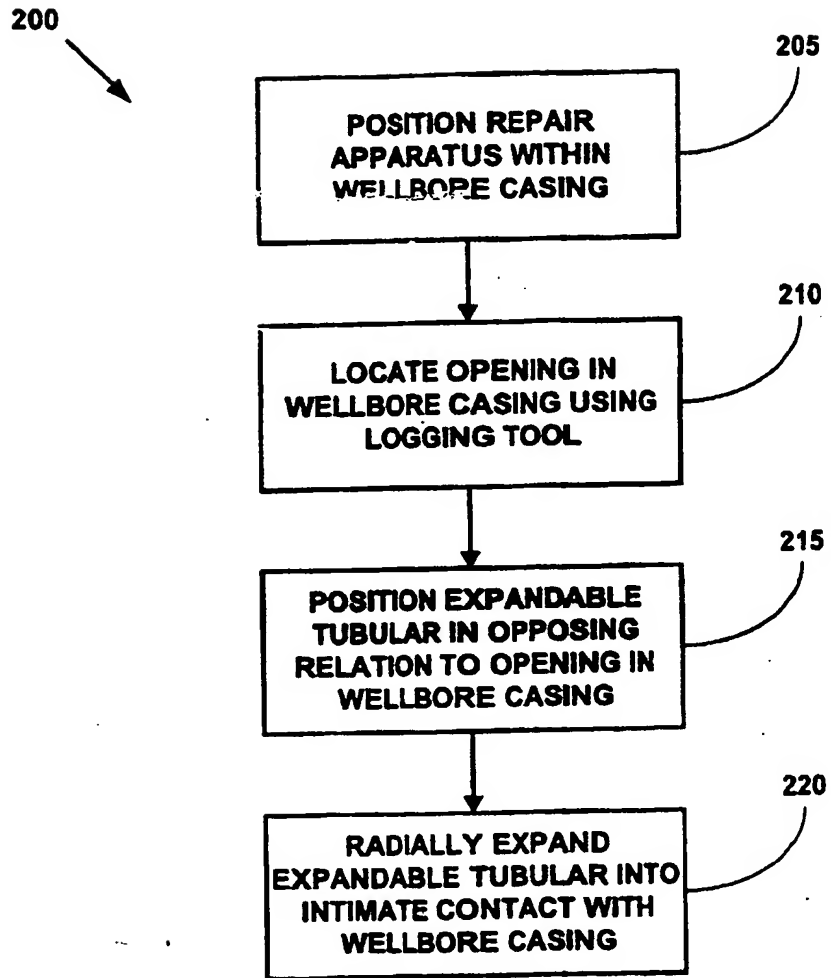 200
205
POSITION REPAIR
APPARATUS WITHIN
WELLBORE CASING
210
LOCATE OPENING IN
WELLBORE CASING USING
LOGGING TOOL
215
POSITION EXPANDABLE
TUBULAR IN OPPOSING
RELATION TO OPENING IN
WELLBORE CASING
220
RADIALLY EXPAND
EXPANDABLE TUBULAR INTO
INTIMATE CONTACT WITH
WELLBORE CASING